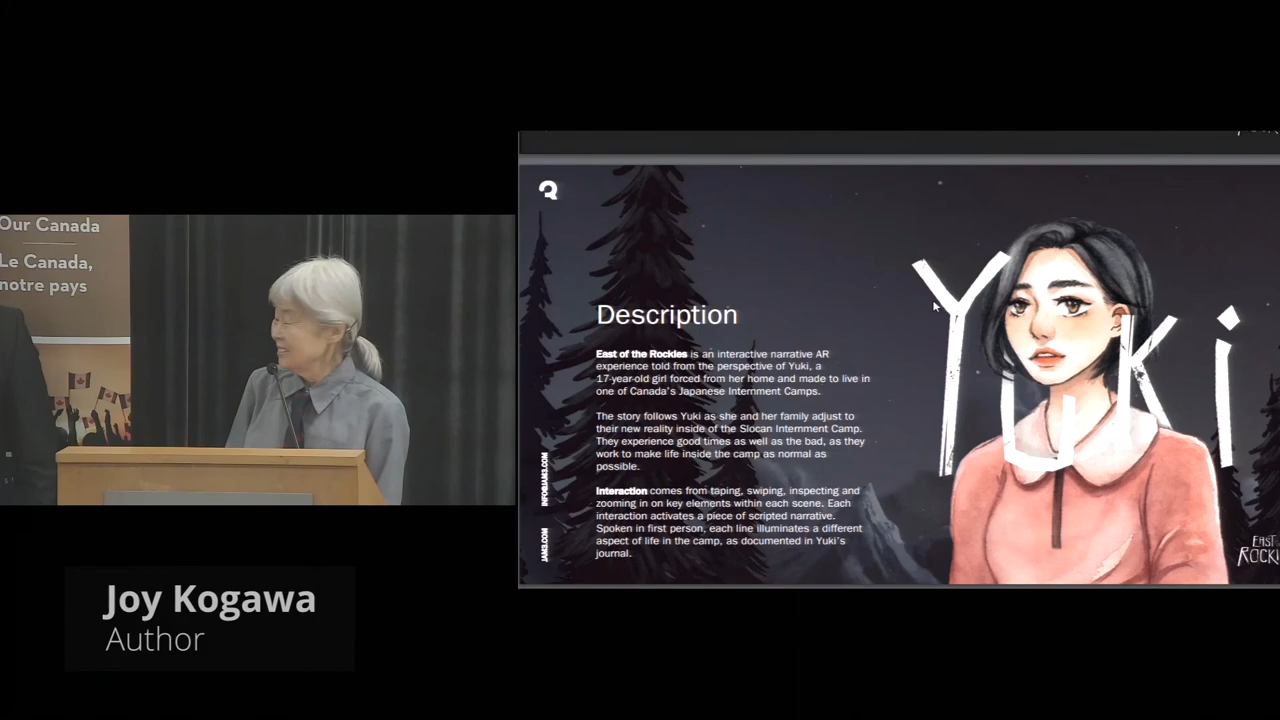 Our Canada
Le Canada,
notre pays
Joy Kogawa
Author
Description
East of the Rockies is an interactive narrative AR
experience told from the perspective of Yuki, a
17-year-old girl forced from her home and made to live in
one of Canada's Japanese Internment Camps.
The story follows Yuki as she and her family adjust to
their new reality inside of the Slocan Internment Camp.
They experience good times as well as the bad, as they
work to make life inside the camp as normal as
possible.
Interaction comes from taping, swiping, inspecting and
zooming in on key elements within each scene. Each
interaction activates a piece of scripted narrative.
Spoken in first person, each line illuminates a different
aspect of life in the camp, as documented in Yuki's
journal.
INFO@JAM3.COM
JAM3.COM
Yuki
EAST